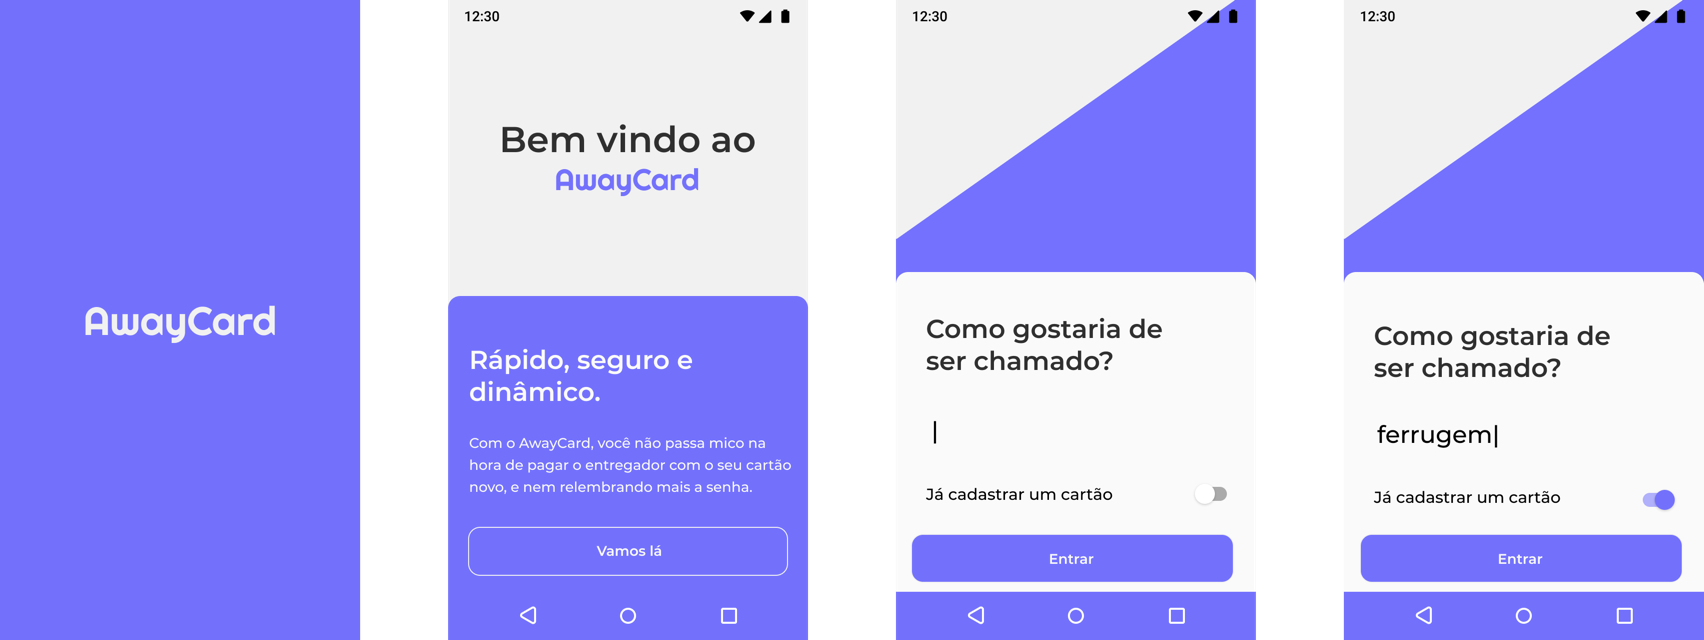 AwayCard
12:30
Bem vindo ao
AwayCard
Rápido, seguro e
dinâmico.
Com o AwayCard, você não passa mico na
hora de pagar o entregador com o seu cartão
novo, e nem relembrando mais a senha.
Vamos lá
12:30
Como gostaria de
ser chamado?
Já cadastrar um cartão
Entrar
12:30
Como gostaria de
ser chamado?
ferrugem
Já cadastrar um cartão
Entrar